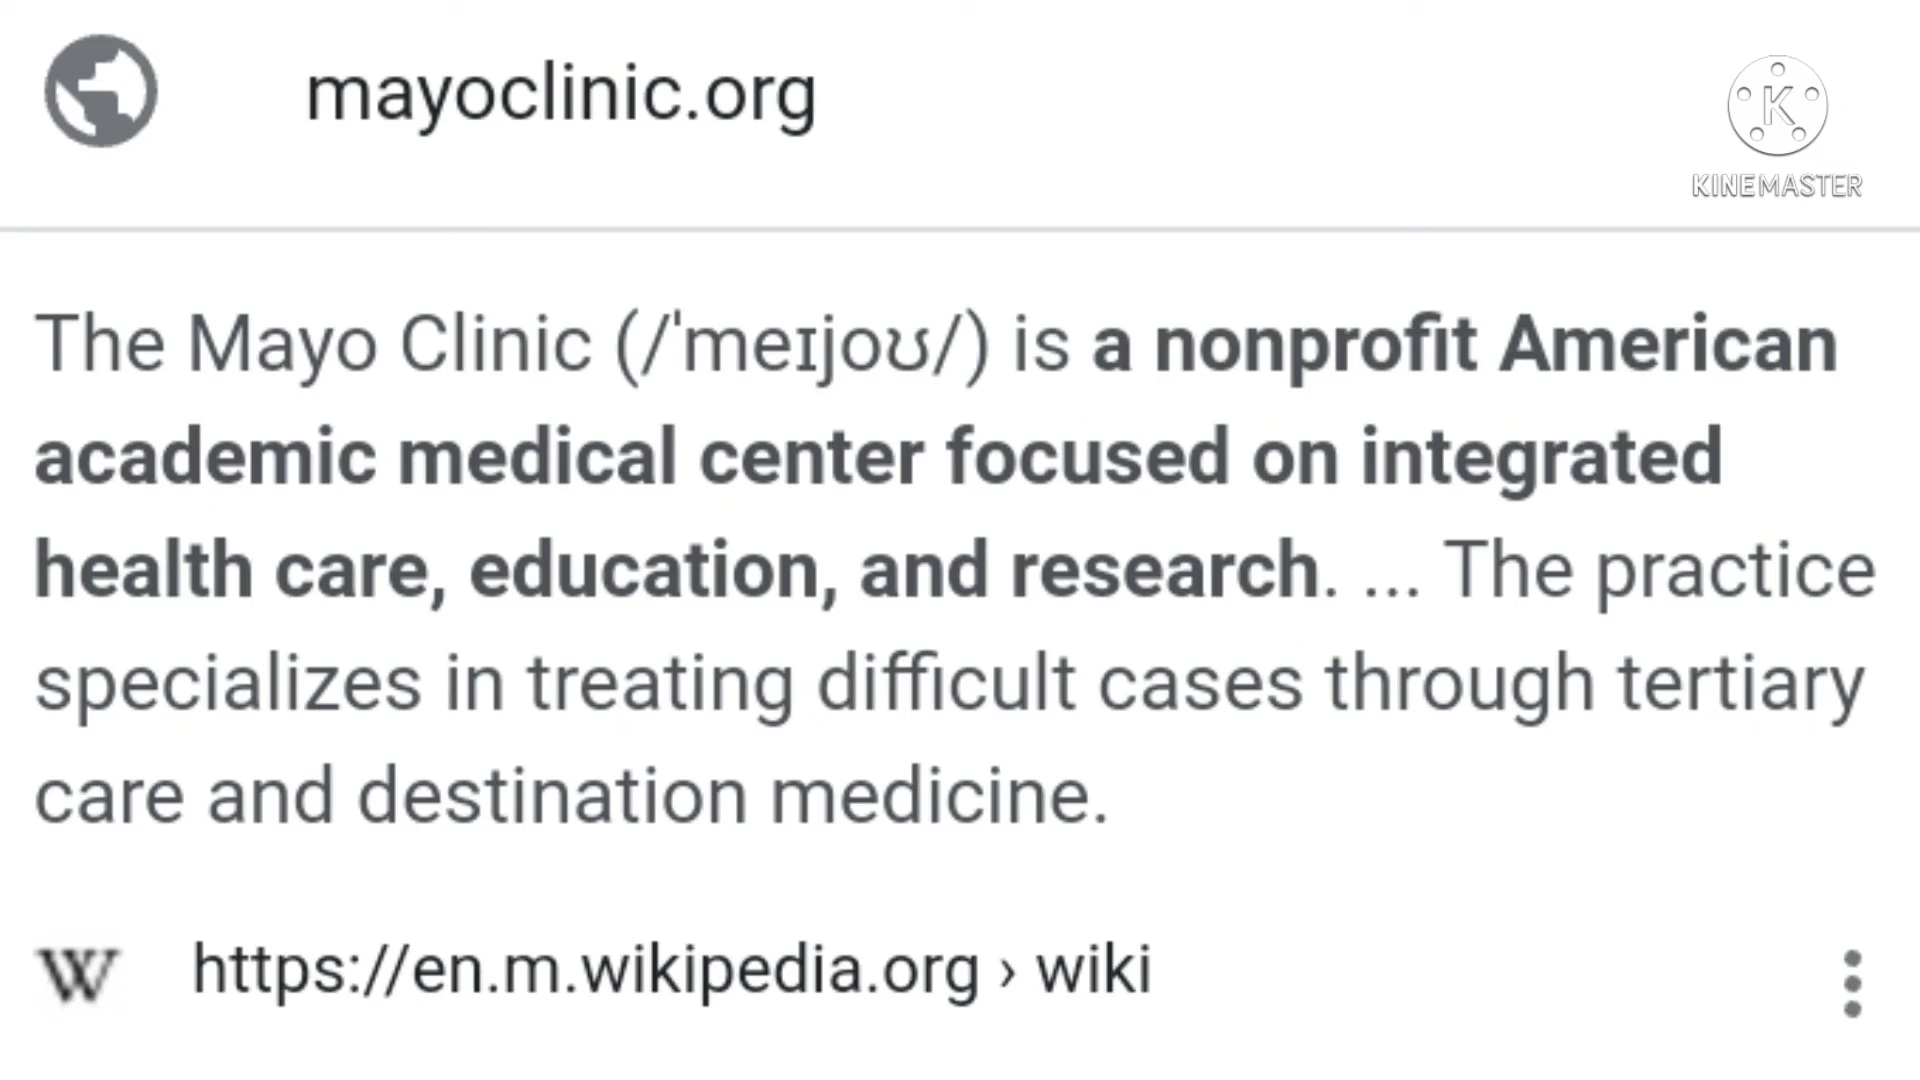 mayoclinic.org
K
KINEMASTER
The Mayo Clinic (/ˈmeɪjoʊ/) is a nonprofit American
academic medical center focused on integrated
health care, education, and research. ... The practice
specializes in treating difficult cases through tertiary
care and destination medicine.
W https://en.m.wikipedia.org › wiki